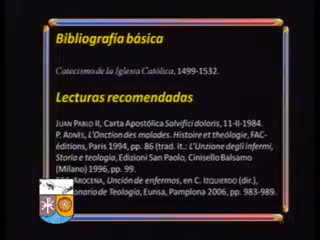 Bibliografía básica
Catecismo de la Iglesia Católica, 1499-1532.
Lecturas recomendadas
JUAN PABLO II, Carta Apostólica Salvifici doloris, 11-II-1984.
P. ADNÈS, L'Onction des malades. Histoire et theólogie, FAC-
éditions, Paris 1994, pp. 86 (trad. it.: L'Unzione degli infermi,
Storia e teologia, Edizioni San Paolo, Cinisello Balsamo
(Milano) 1996, pp. 99.
AROCENA, Unción de enfermos, en C. IZQUIERDO (dir.),
onario de Teología, Eunsa, Pamplona 2006, pp. 983-989.